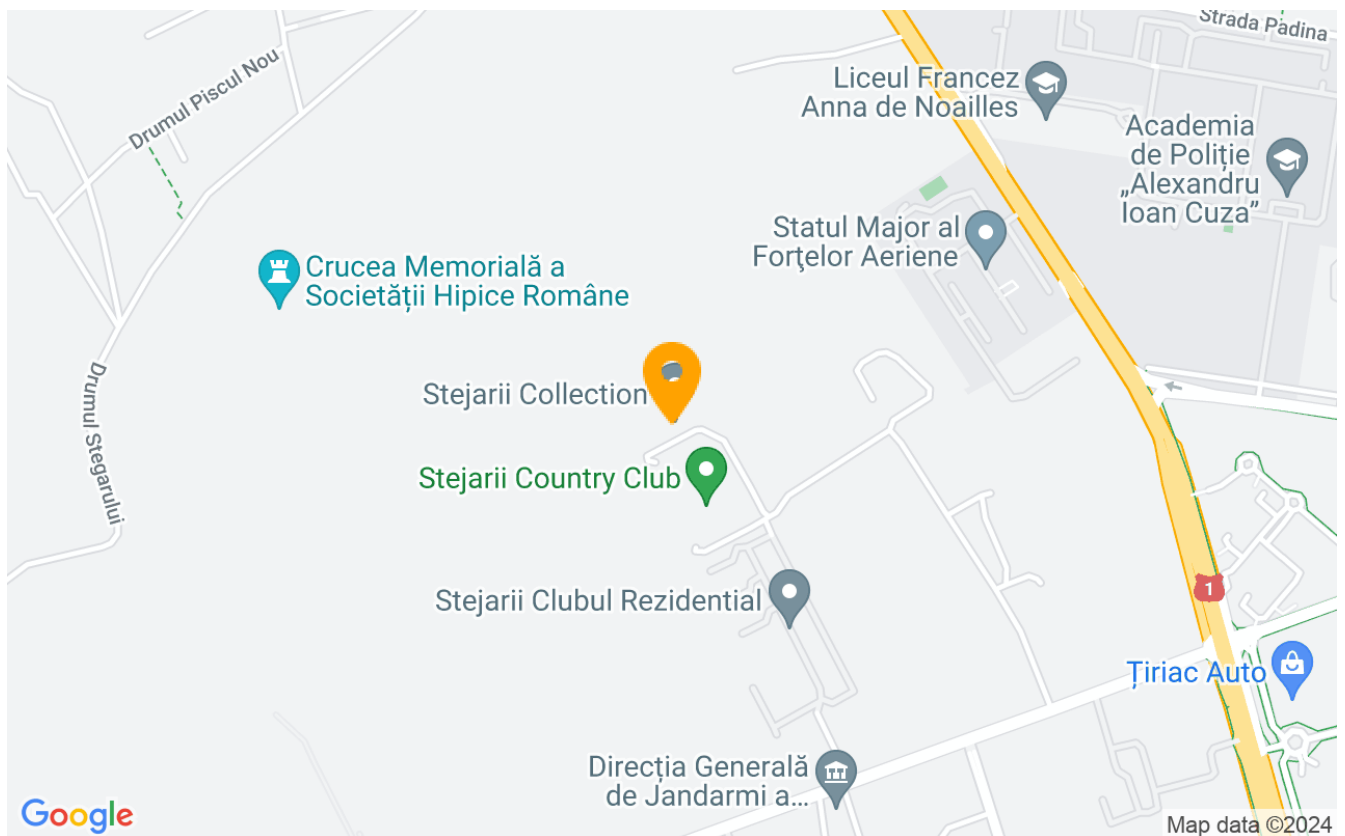 Strada Padina
Liceul Francez
Anna de Noailles
Drumul Piscul Nou
Academia
de Poliție
„Alexandru
Ioan Cuza”
Statul Major al
Forţelor Aeriene
Crucea Memorială a
Societății Hipice Române
Stejarii Collection
Drumul Stegarului
Stejarii Country Club
Stejarii Clubul Rezidential
1
Țiriac Auto
Direcția Generală
de Jandarmi a...
Google
Map data ©2024